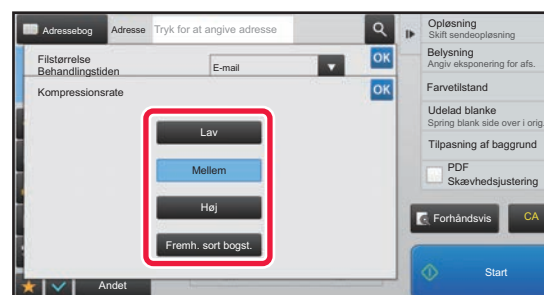 Adressebog
Adresse
Tryk for at angive adresse
Filstørrelse
Behandlingstiden
E-mail
OK
Kompressionsrate
OK
Lav
Mellem
Høj
Fremh. sort bogst.
Andet
Opløsning
Skift sendeopløsning
Belysning
Angiv eksponering for afs.
Farvetilstand
Udelad blanke
Spring blank side over i orig.
Tilpasning af baggrund
PDF
Skævhedsjustering
Forhåndsvis
CA
Start